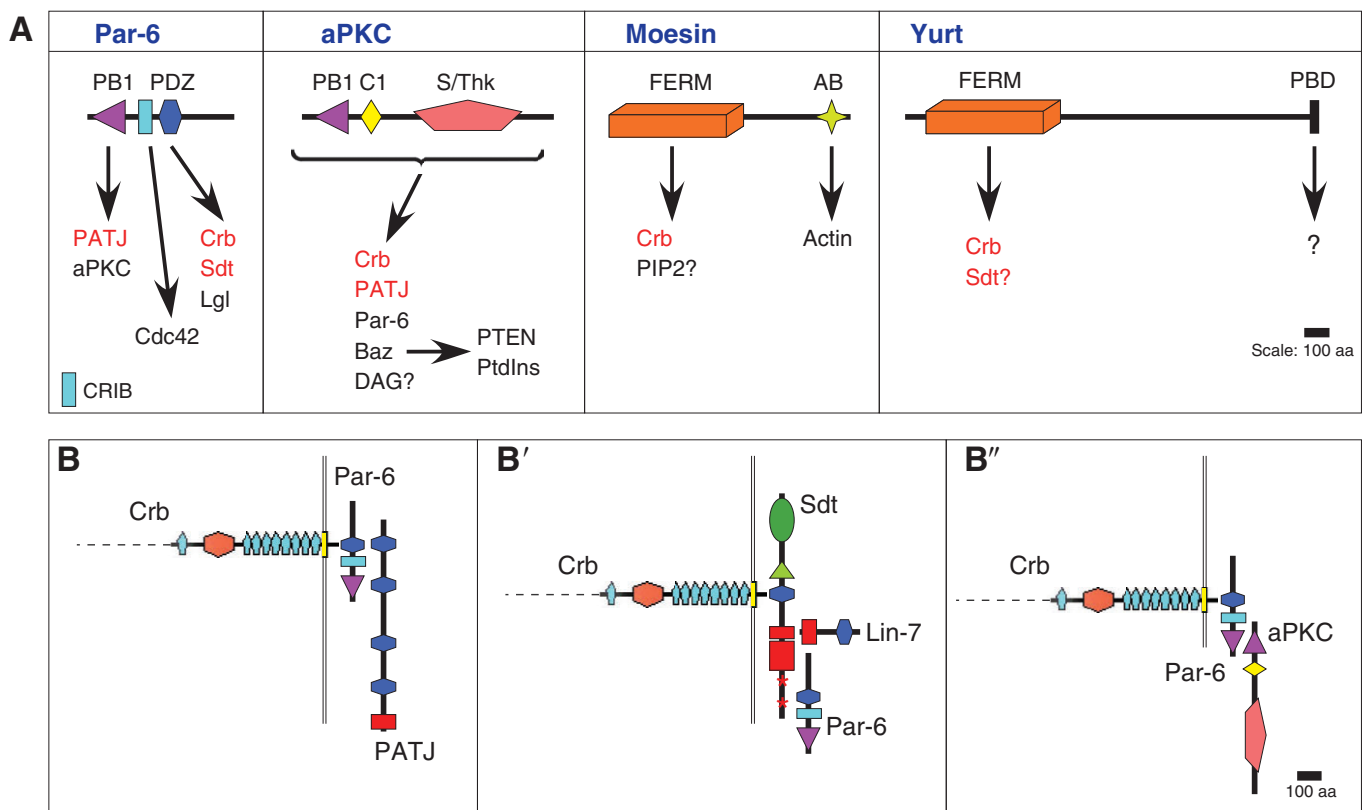 A
Par-6
aPKC
Moesin
Yurt
PB1 PDZ
PB1 C1 S/Thk
FERM AB
FERM PBD
PATJ
aPKC
Cdc42
Crb
Sdt
Lgl
CRIB
Crb
PATJ
Par-6
Baz
DAG?
PTEN
PtdIns
Crb
PIP2?
Actin
Crb
Sdt?
?
Scale: 100 aa
B
Crb
Par-6
PATJ
B′
Crb
Sdt
Lin-7
Par-6
B″
Crb
Par-6
aPKC
100 aa